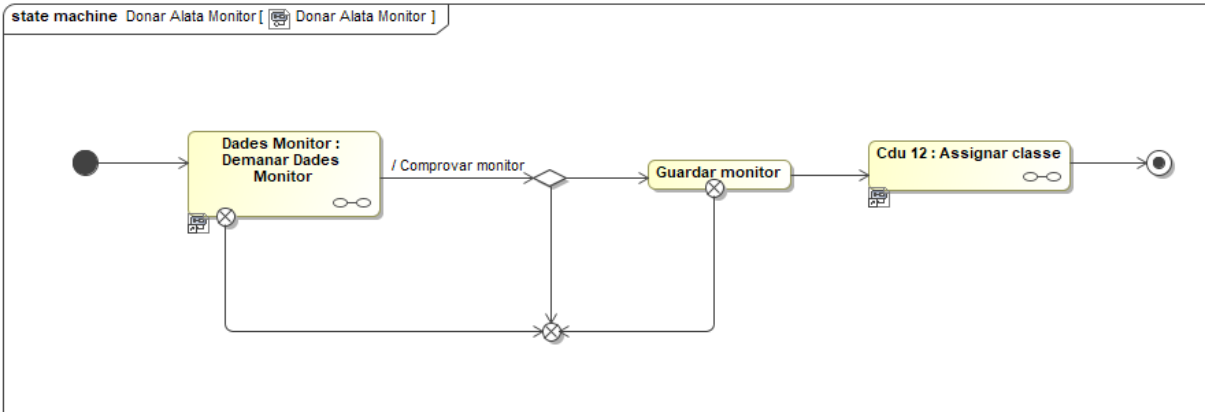 state machine Donar Alata Monitor [ Donar Alata Monitor ]
Dades Monitor :
Demanar Dades
Monitor
/ Comprovar monitor
Guardar monitor
Cdu 12 : Assignar classe